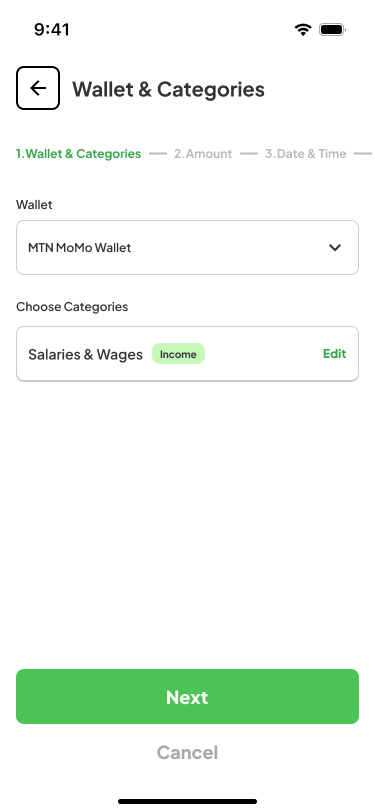 9:41
Wallet & Categories
1.Wallet & Categories — 2.Amount — 3.Date & Time —
Wallet
MTN MoMo Wallet
Choose Categories
Salaries & Wages Income Edit
Next
Cancel